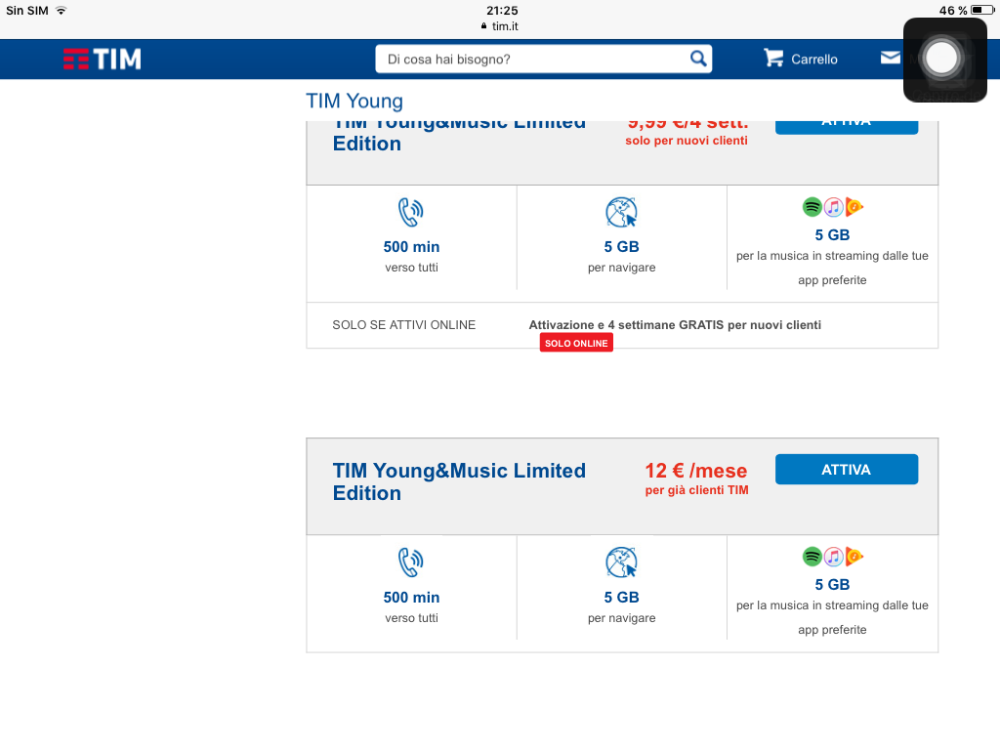 Sin SIM
21:25
46 %
tim.it
TIM
Di cosa hai bisogno?
Carrello
TIM Young
TIM Young&Music Limited
Edition
9,99 €/4 sett.
solo per nuovi clienti
ATTIVA
500 min
verso tutti
5 GB
per navigare
5 GB
per la musica in streaming dalle tue
app preferite
SOLO SE ATTIVI ONLINE
Attivazione e 4 settimane GRATIS per nuovi clienti
SOLO ONLINE
TIM Young&Music Limited
Edition
12 € /mese
per già clienti TIM
ATTIVA
500 min
verso tutti
5 GB
per navigare
5 GB
per la musica in streaming dalle tue
app preferite